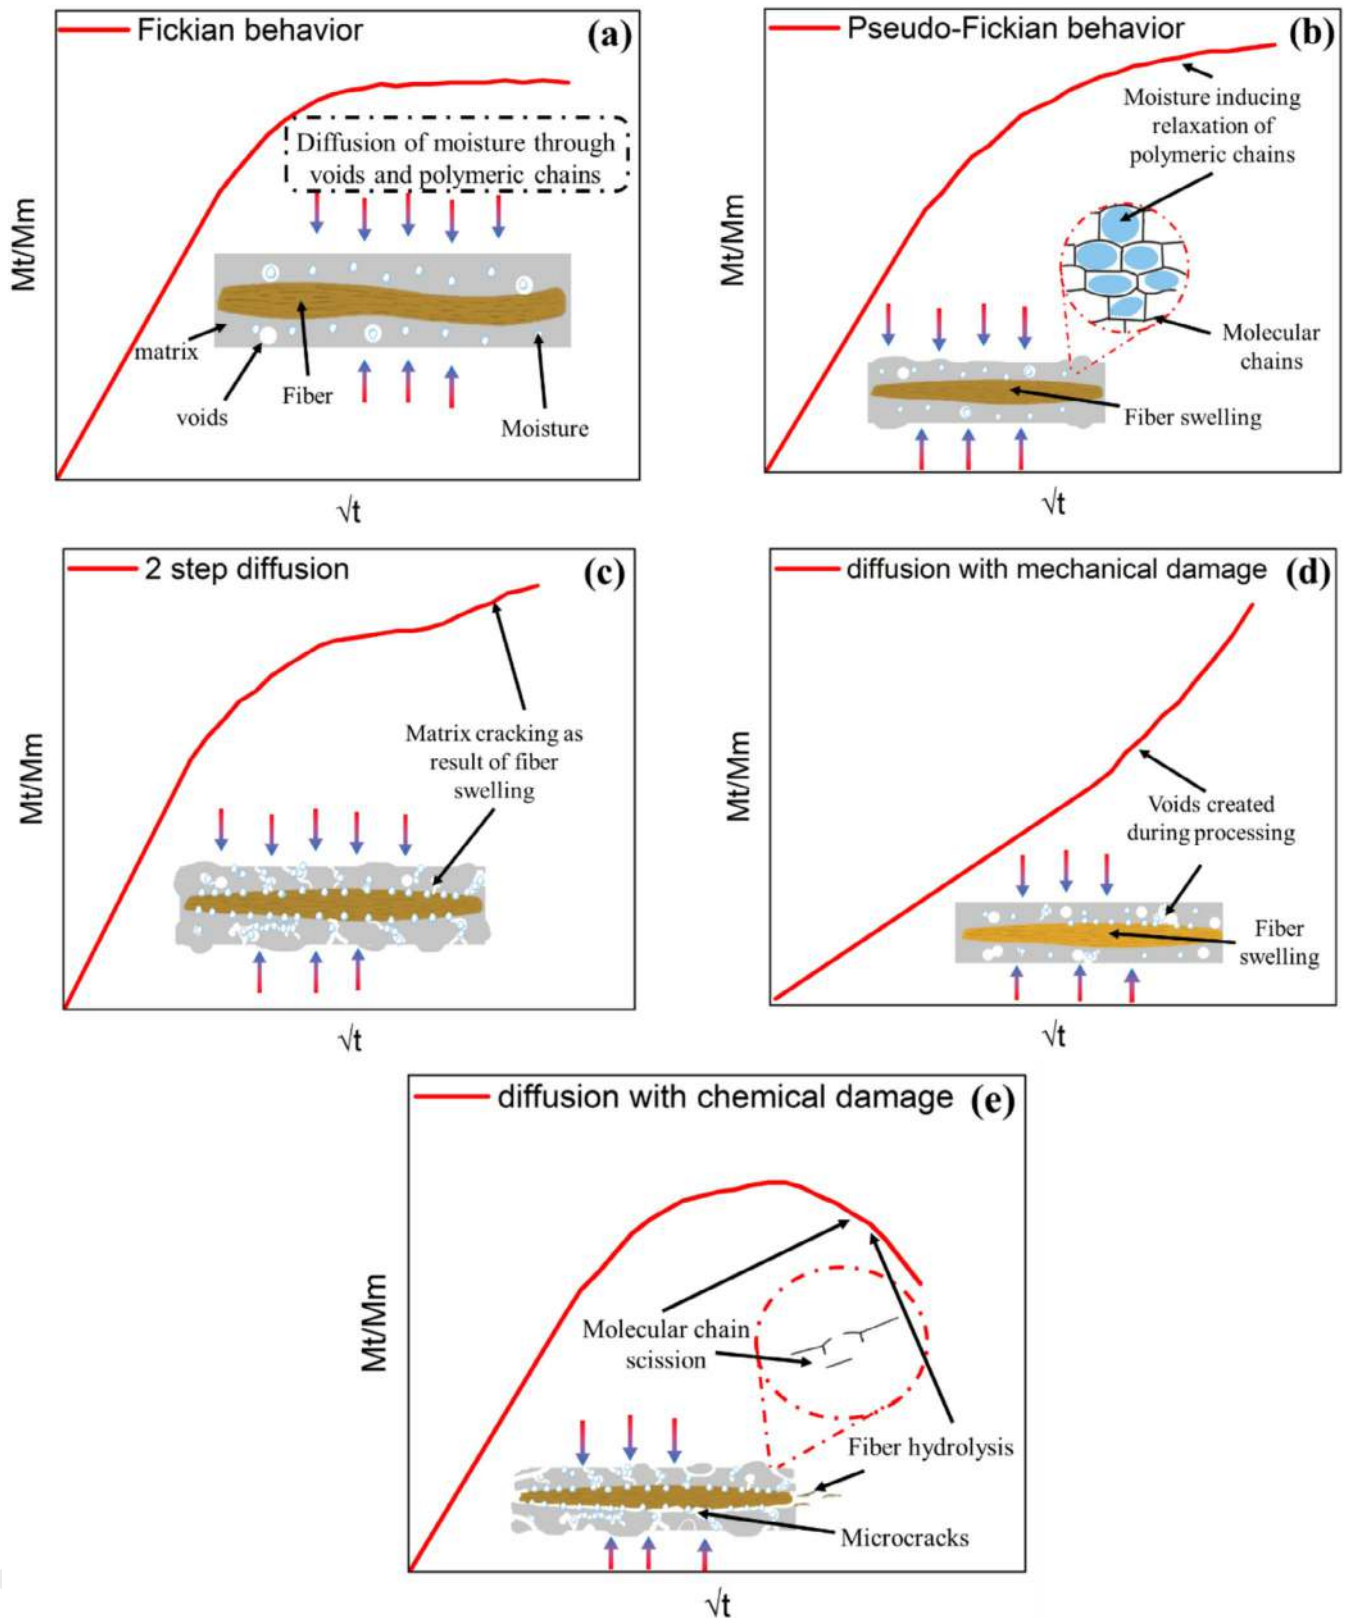 Fickian behavior
(a)
Diffusion of moisture through
voids and polymeric chains
matrix
voids
Fiber
Moisture
Mt/Mm
√t
Pseudo-Fickian behavior
(b)
Moisture inducing
relaxation of
polymeric chains
Molecular
chains
Fiber swelling
Mt/Mm
√t
2 step diffusion
(c)
Matrix cracking as
result of fiber
swelling
Mt/Mm
√t
diffusion with mechanical damage
(d)
Voids created
during processing
Fiber
swelling
Mt/Mm
√t
diffusion with chemical damage
(e)
Molecular chain
scission
Fiber hydrolysis
Microcracks
Mt/Mm
√t